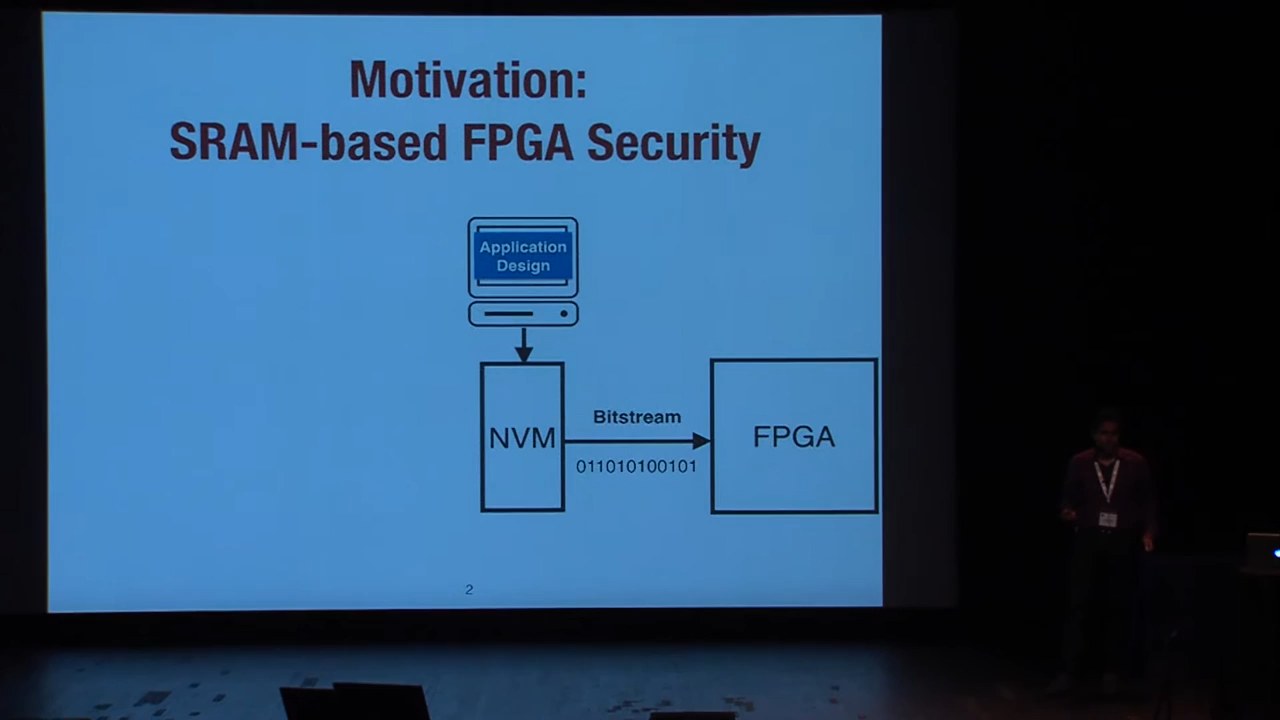 Motivation:
SRAM-based FPGA Security
Application
Design
NVM
Bitstream
011010100101
FPGA
2